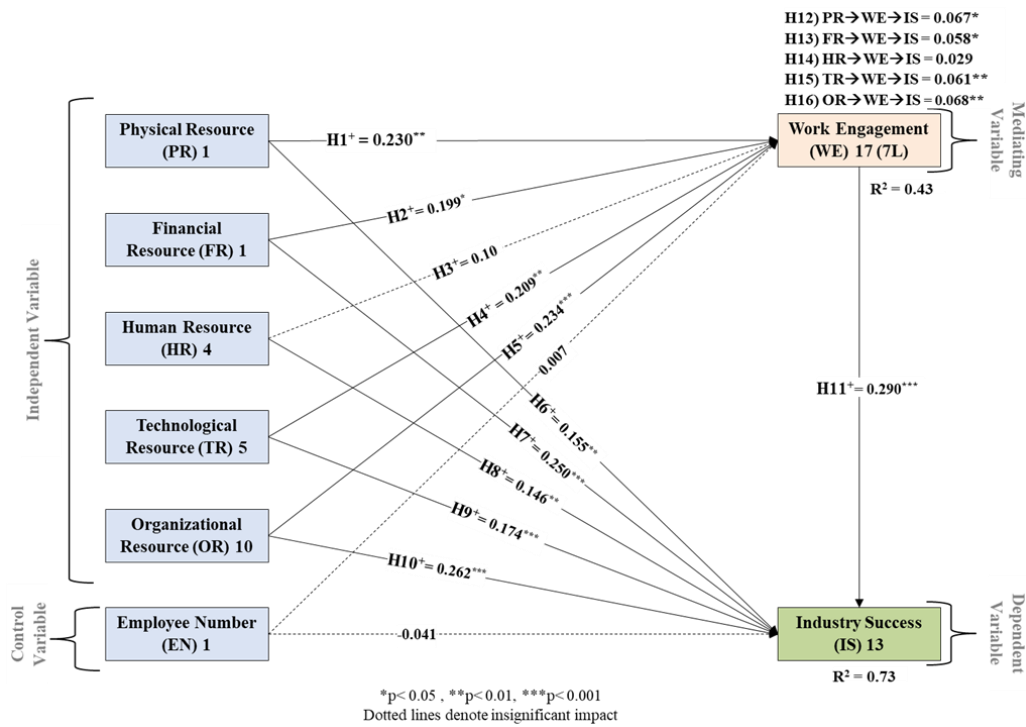 H12) PR→WE→IS = 0.067*
H13) FR→WE→IS = 0.058*
H14) HR→WE→IS = 0.029
H15) TR→WE→IS = 0.061**
H16) OR→WE→IS = 0.068**
Independent Variable
Physical Resource
(PR) 1
Financial
Resource (FR) 1
Human Resource
(HR) 4
Technological
Resource (TR) 5
Organizational
Resource (OR) 10
Control
Variable
Employee Number
(EN) 1
H1⁺ = 0.230**
H2⁺= 0.199*
H3⁺= 0.10
H4⁺= 0.209**
H5⁺= 0.234***
0.007
H6⁺= 0.155**
H7⁺= 0.250***
H8⁺= 0.146**
H9⁺= 0.174***
H10⁺= 0.262***
-0.041
Work Engagement
(WE) 17 (7L)
Mediating
Variable
R² = 0.43
H11⁺= 0.290***
Industry Success
(IS) 13
Dependent
Variable
R² = 0.73
*p< 0.05 , **p< 0.01, ***p< 0.001
Dotted lines denote insignificant impact